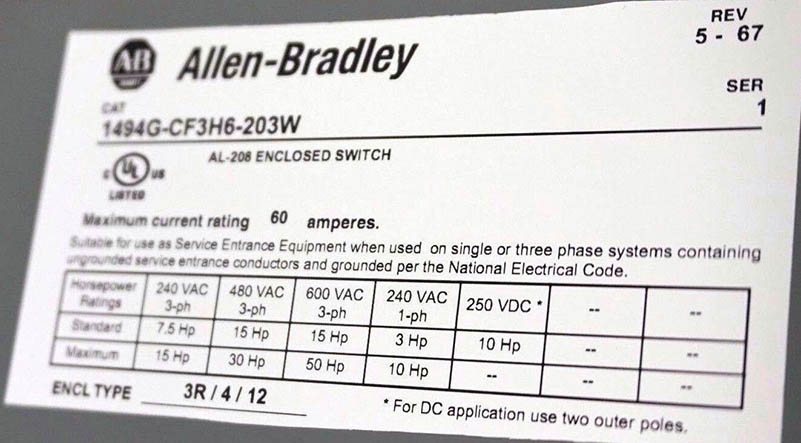 AB
Allen-Bradley
REV
5 - 67
SER
1
CAT
1494G-CF3H6-203W
C UL US
LISTED
AL-208 ENCLOSED SWITCH
Maximum current rating 60 amperes.
Suitable for use as Service Entrance Equipment when used on single or three phase systems containing
ungrounded service entrance conductors and grounded per the National Electrical Code.
Horsepower Ratings 240 VAC 3-ph 480 VAC 3-ph 600 VAC 3-ph 240 VAC 1-ph 250 VDC * -- --
Standard 7.5 Hp 15 Hp 15 Hp 3 Hp 10 Hp -- --
Maximum 15 Hp 30 Hp 50 Hp 10 Hp -- -- --
ENCL TYPE 3R / 4 / 12
* For DC application use two outer poles.